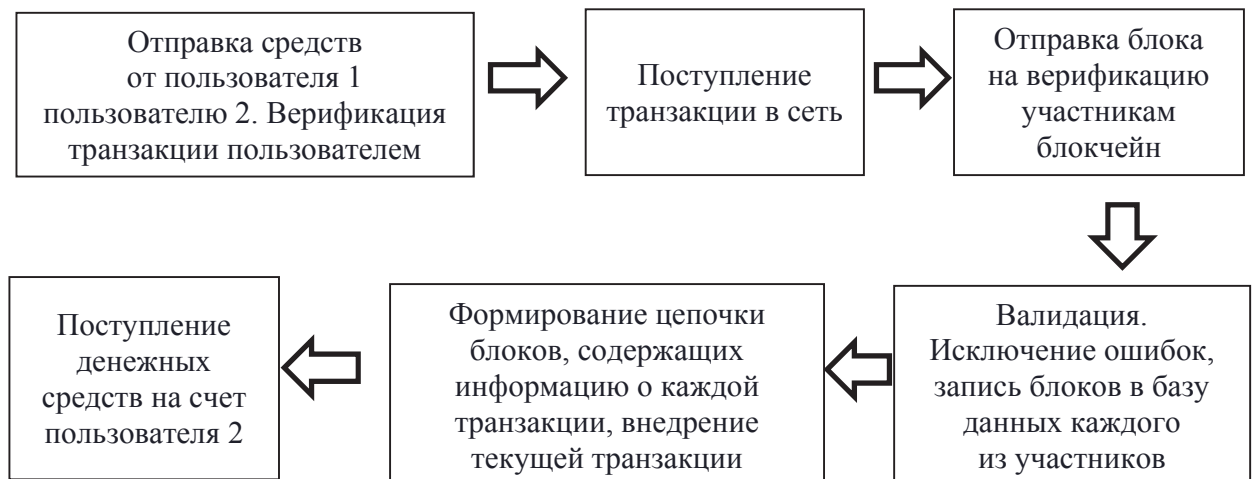 Отправка средств
от пользователя 1
пользователю 2. Верификация
транзакции пользователем
Поступление
транзакции в сеть
Отправка блока
на верификацию
участникам
блокчейн
Валидация.
Исключение ошибок,
запись блоков в базу
данных каждого
из участников
Формирование цепочки
блоков, содержащих
информацию о каждой
транзакции, внедрение
текущей транзакции
Поступление
денежных
средств на счет
пользователя 2